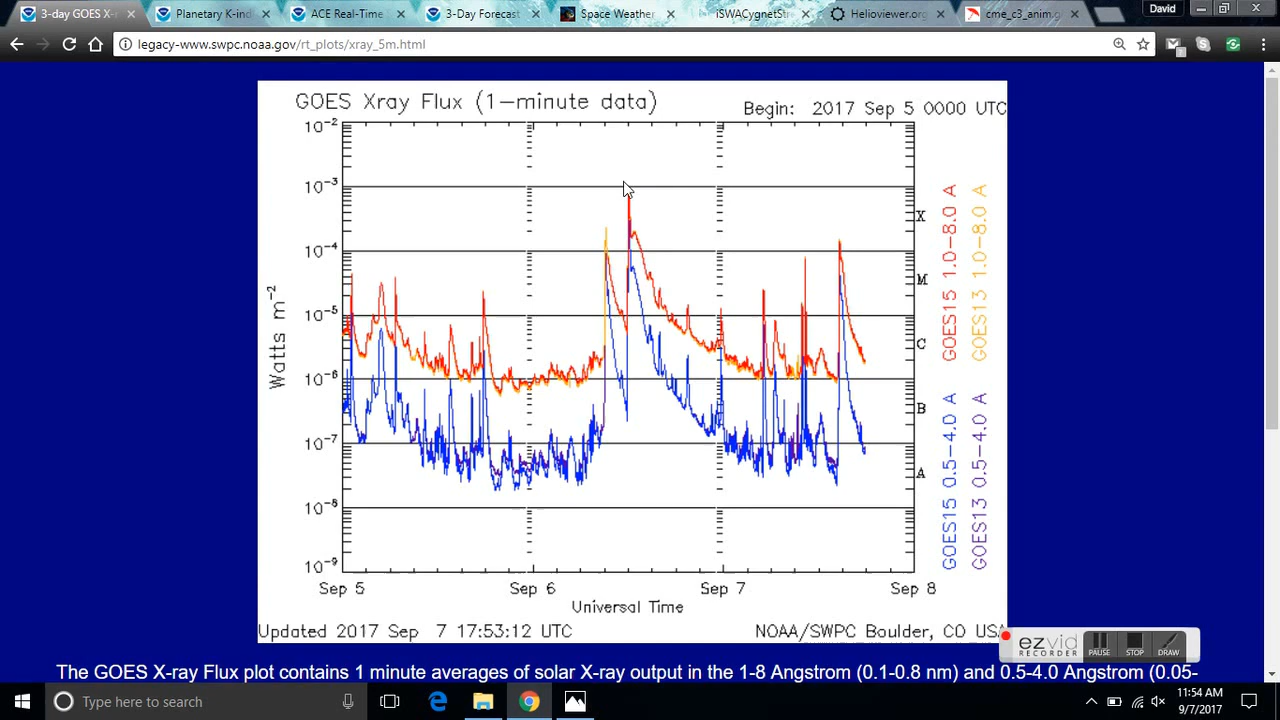 3-day GOES X-r
Planetary K-ind
ACE Real-Time
3-Day Forecast
Space Weather
iSWACygnetStre
Helioviewer.org
cme_c3_anim.g
David
legacy-www.swpc.noaa.gov/rt_plots/xray_5m.html
1
GOES Xray Flux (1-minute data)
Begin: 2017 Sep 5 0000 UTC
10-2
10-3
10-4
10-5
10-6
10-7
10-8
10-9
Watts m-2
X
M
C
B
A
GOES15 1.0-8.0 A
GOES13 1.0-8.0 A
GOES15 0.5-4.0 A
GOES13 0.5-4.0 A
Sep 5
Sep 6
Sep 7
Sep 8
Universal Time
Updated 2017 Sep 7 17:53:12 UTC
NOAA/SWPC Boulder, CO USA
ezvid
RECORDER
PAUSE
STOP
DRAW
The GOES X-ray Flux plot contains 1 minute averages of solar X-ray output in the 1-8 Angstrom (0.1-0.8 nm) and 0.5-4.0 Angstrom (0.05-
Type here to search
11:54 AM
9/7/2017